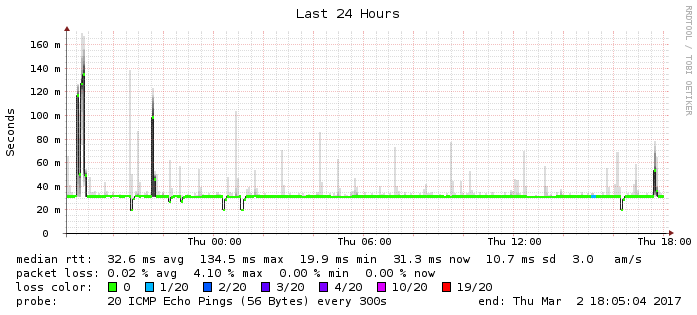 Last 24 Hours
RRDTOOL / TOBI OETIKER
Seconds
160 m
140 m
120 m
100 m
80 m
60 m
40 m
20 m
0
Thu 00:00 Thu 06:00 Thu 12:00 Thu 18:00
median rtt: 32.6 ms avg 134.5 ms max 19.9 ms min 31.3 ms now 10.7 ms sd 3.0 am/s
packet loss: 0.02 % avg 4.10 % max 0.00 % min 0.00 % now
loss color: 0 1/20 2/20 3/20 4/20 10/20 19/20
probe: 20 ICMP Echo Pings (56 Bytes) every 300s end: Thu Mar 2 18:05:04 2017